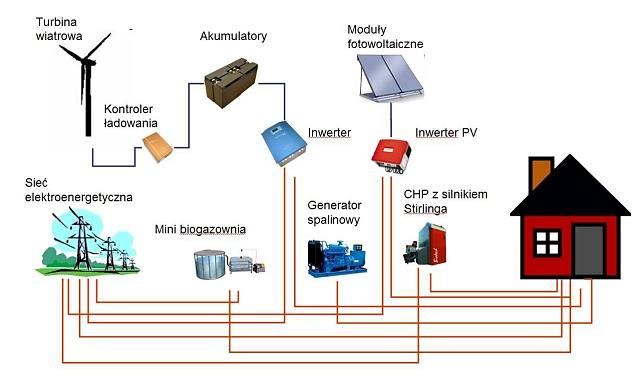 Turbina
wiatrowa
Akumulatory
Moduły
fotowoltaiczne
Kontroler
ładowania
Inwerter
Inwerter PV
Sieć
elektroenergetyczna
Mini biogazownia
Generator
spalinowy
CHP z silnikiem
Stirlinga